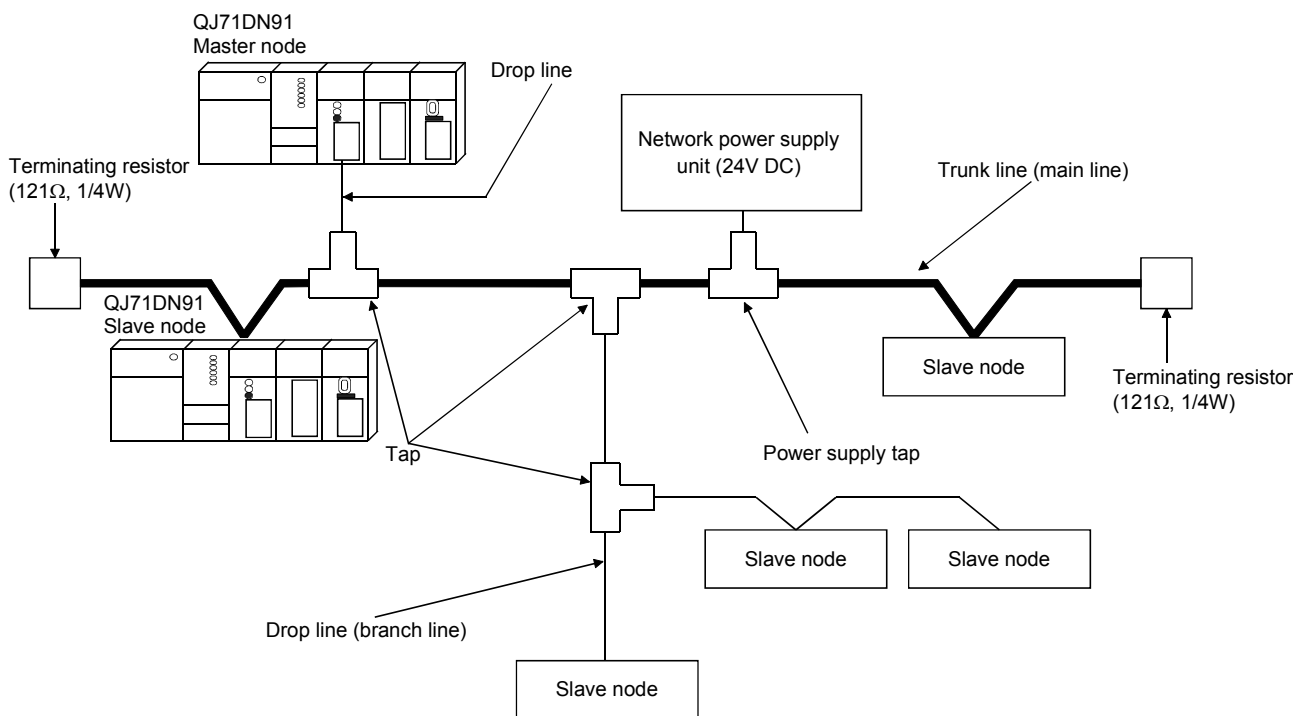 QJ71DN91
Master node
Drop line
Network power supply
unit (24V DC)
Terminating resistor
(121Ω, 1/4W)
Trunk line (main line)
QJ71DN91
Slave node
Slave node
Terminating resistor
(121Ω, 1/4W)
Tap
Power supply tap
Slave node
Slave node
Drop line (branch line)
Slave node